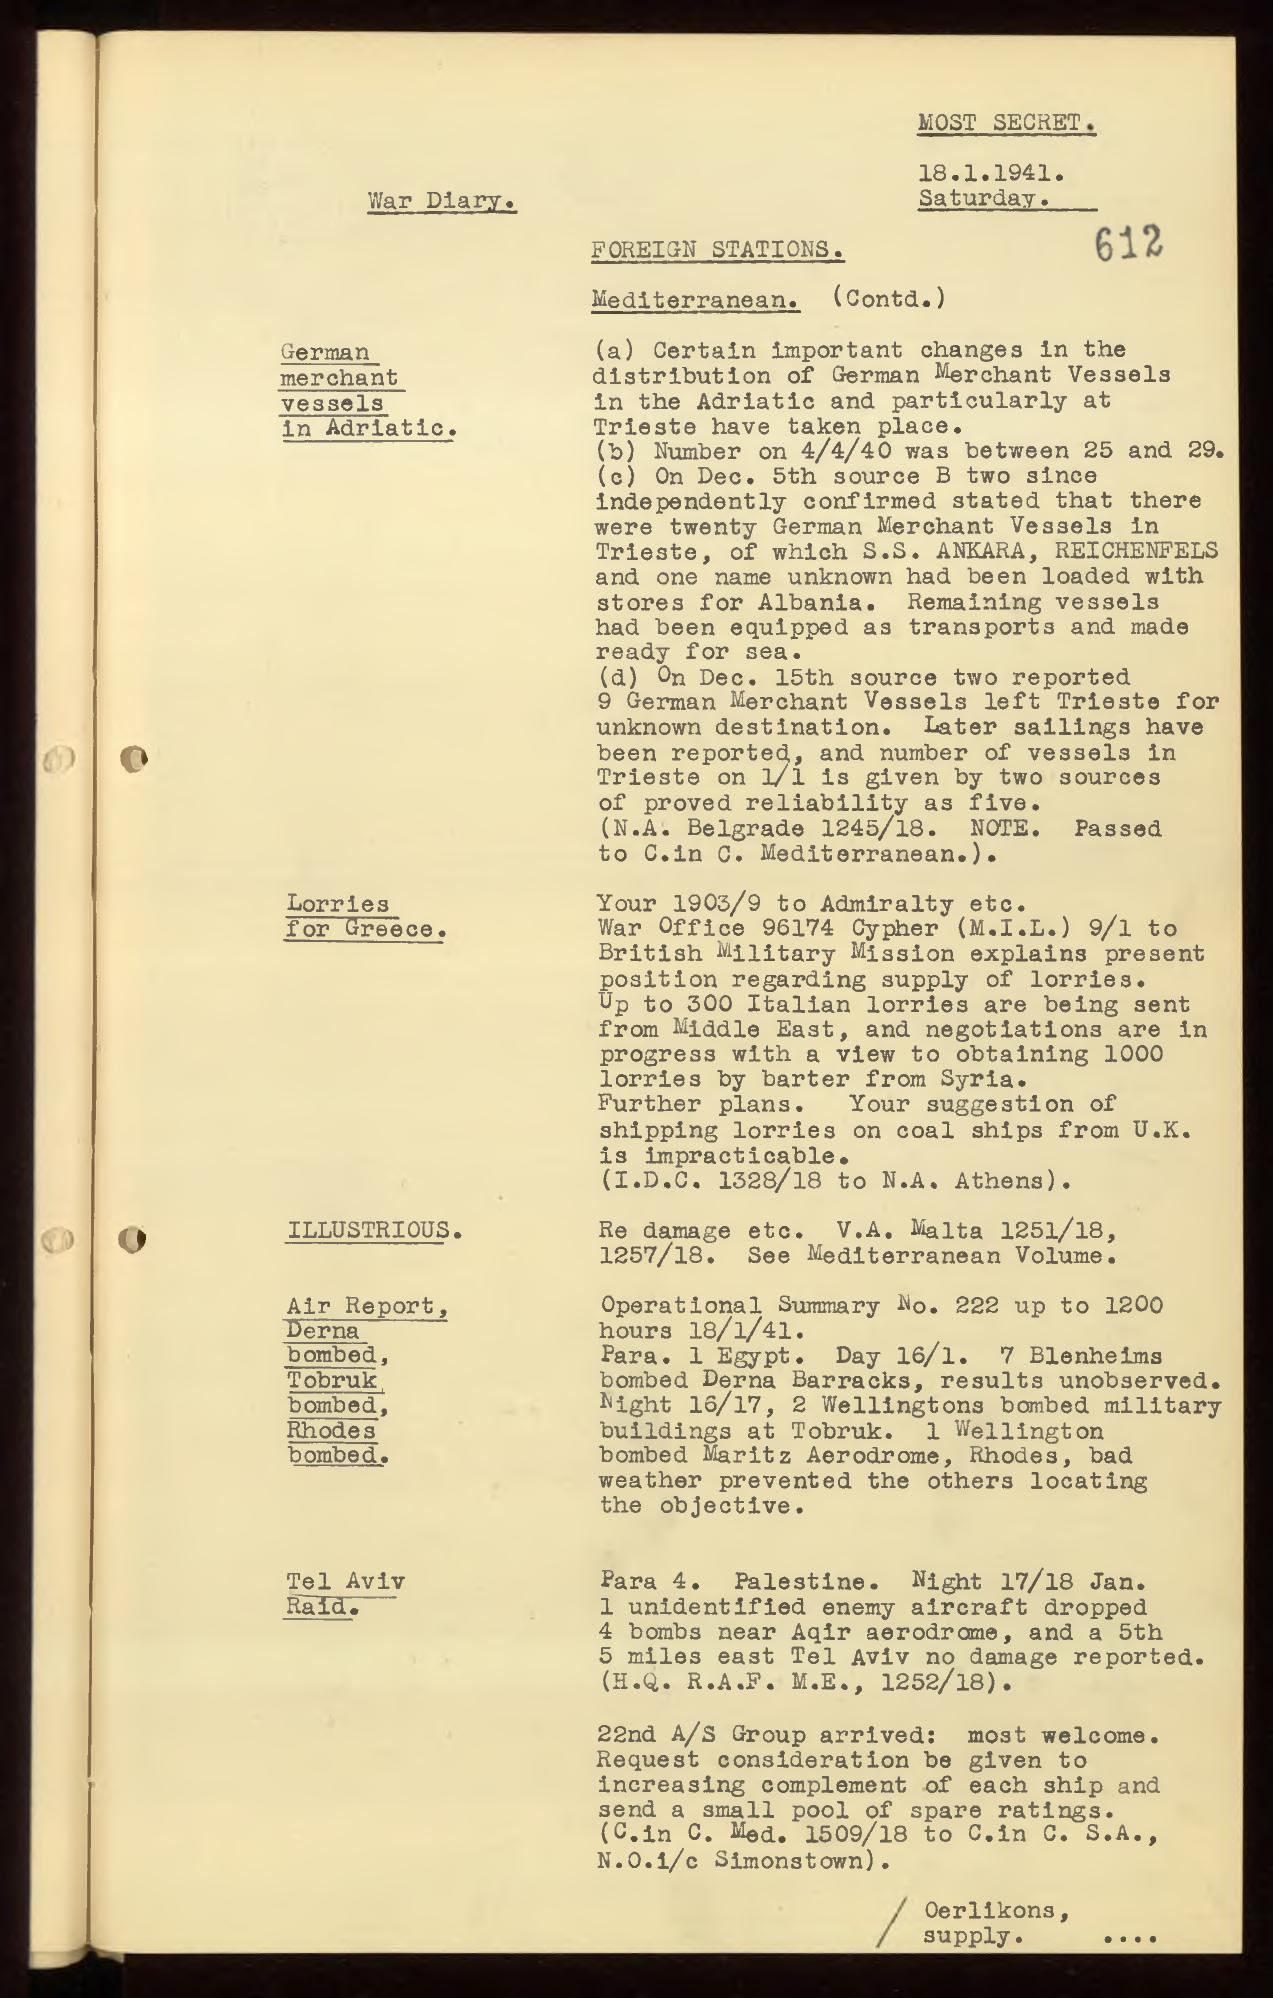 MOST SECRET.
18.1.1941.
Saturday.
War Diary.
612
FOREIGN STATIONS.
Mediterranean. (Contd.)
German
merchant
vessels
in Adriatic.
(a) Certain important changes in the
distribution of German Merchant Vessels
in the Adriatic and particularly at
Trieste have taken place.
(b) Number on 4/4/40 was between 25 and 29.
(c) On Dec. 5th source B two since
independently confirmed stated that there
were twenty German Merchant Vessels in
Trieste, of which S.S. ANKARA, REICHENFELS
and one name unknown had been loaded with
stores for Albania. Remaining vessels
had been equipped as transports and made
ready for sea.
(d) On Dec. 15th source two reported
9 German Merchant Vessels left Trieste for
unknown destination. Later sailings have
been reported, and number of vessels in
Trieste on 1/1 is given by two sources
of proved reliability as five.
(N.A. Belgrade 1245/18. NOTE. Passed
to C.in C. Mediterranean.).
Lorries
for Greece.
Your 1903/9 to Admiralty etc.
War Office 96174 Cypher (M.I.L.) 9/1 to
British Military Mission explains present
position regarding supply of lorries.
Up to 300 Italian lorries are being sent
from Middle East, and negotiations are in
progress with a view to obtaining 1000
lorries by barter from Syria.
Further plans. Your suggestion of
shipping lorries on coal ships from U.K.
is impracticable.
(I.D.C. 1328/18 to N.A. Athens).
ILLUSTRIOUS.
Re damage etc. V.A. Malta 1251/18,
1257/18. See Mediterranean Volume.
Air Report,
Derna
bombed,
Tobruk
bombed,
Rhodes
bombed.
Operational Summary No. 222 up to 1200
hours 18/1/41.
Para. 1 Egypt. Day 16/1. 7 Blenheims
bombed Derna Barracks, results unobserved.
Night 16/17, 2 Wellingtons bombed military
buildings at Tobruk. 1 Wellington
bombed Maritz Aerodrome, Rhodes, bad
weather prevented the others locating
the objective.
Tel Aviv
Raid.
Para 4. Palestine. Night 17/18 Jan.
1 unidentified enemy aircraft dropped
4 bombs near Aqir aerodrome, and a 5th
5 miles east Tel Aviv no damage reported.
(H.Q. R.A.F. M.E., 1252/18).
22nd A/S Group arrived: most welcome.
Request consideration be given to
increasing complement of each ship and
send a small pool of spare ratings.
(C.in C. Med. 1509/18 to C.in C. S.A.,
N.O.i/c Simonstown).
/ Oerlikons,
supply. ....